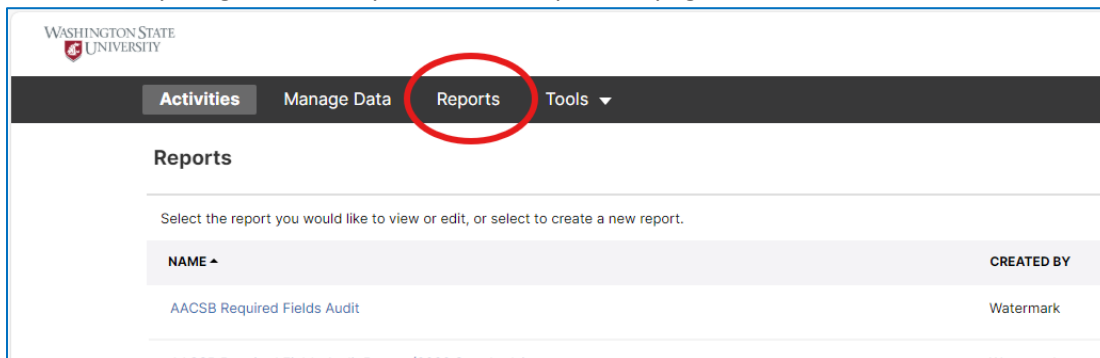 WASHINGTON STATE
UNIVERSITY
Activities Manage Data Reports Tools
Reports
Select the report you would like to view or edit, or select to create a new report.
NAME CREATED BY
AACSB Required Fields Audit Watermark